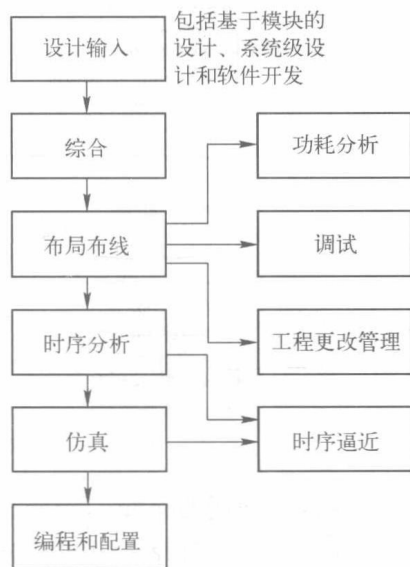 设计输入
包括基于模块的
设计、系统级设
计和软件开发
综合
功耗分析
布局布线
调试
时序分析
工程更改管理
仿真
时序逼近
编程和配置